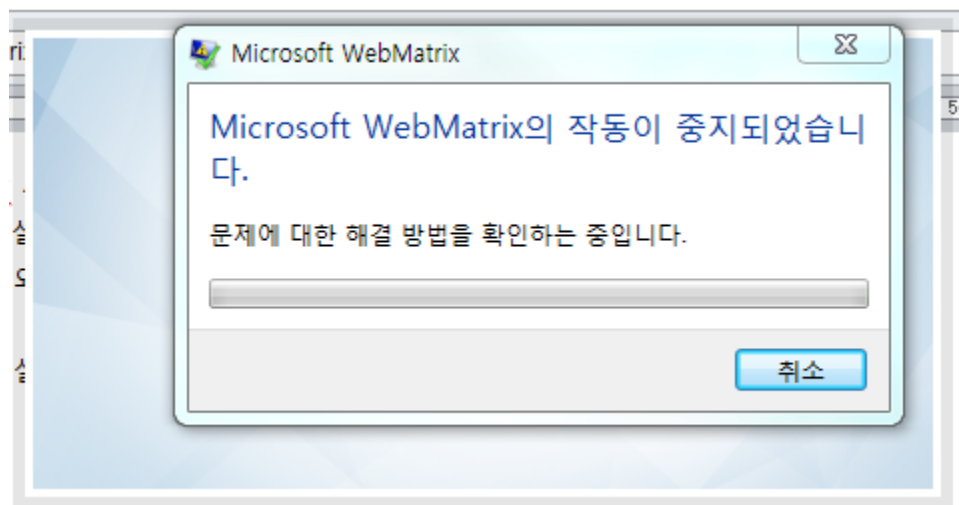 Microsoft WebMatrix
Microsoft WebMatrix의 작동이 중지되었습니
다.
문제에 대한 해결 방법을 확인하는 중입니다.
취소